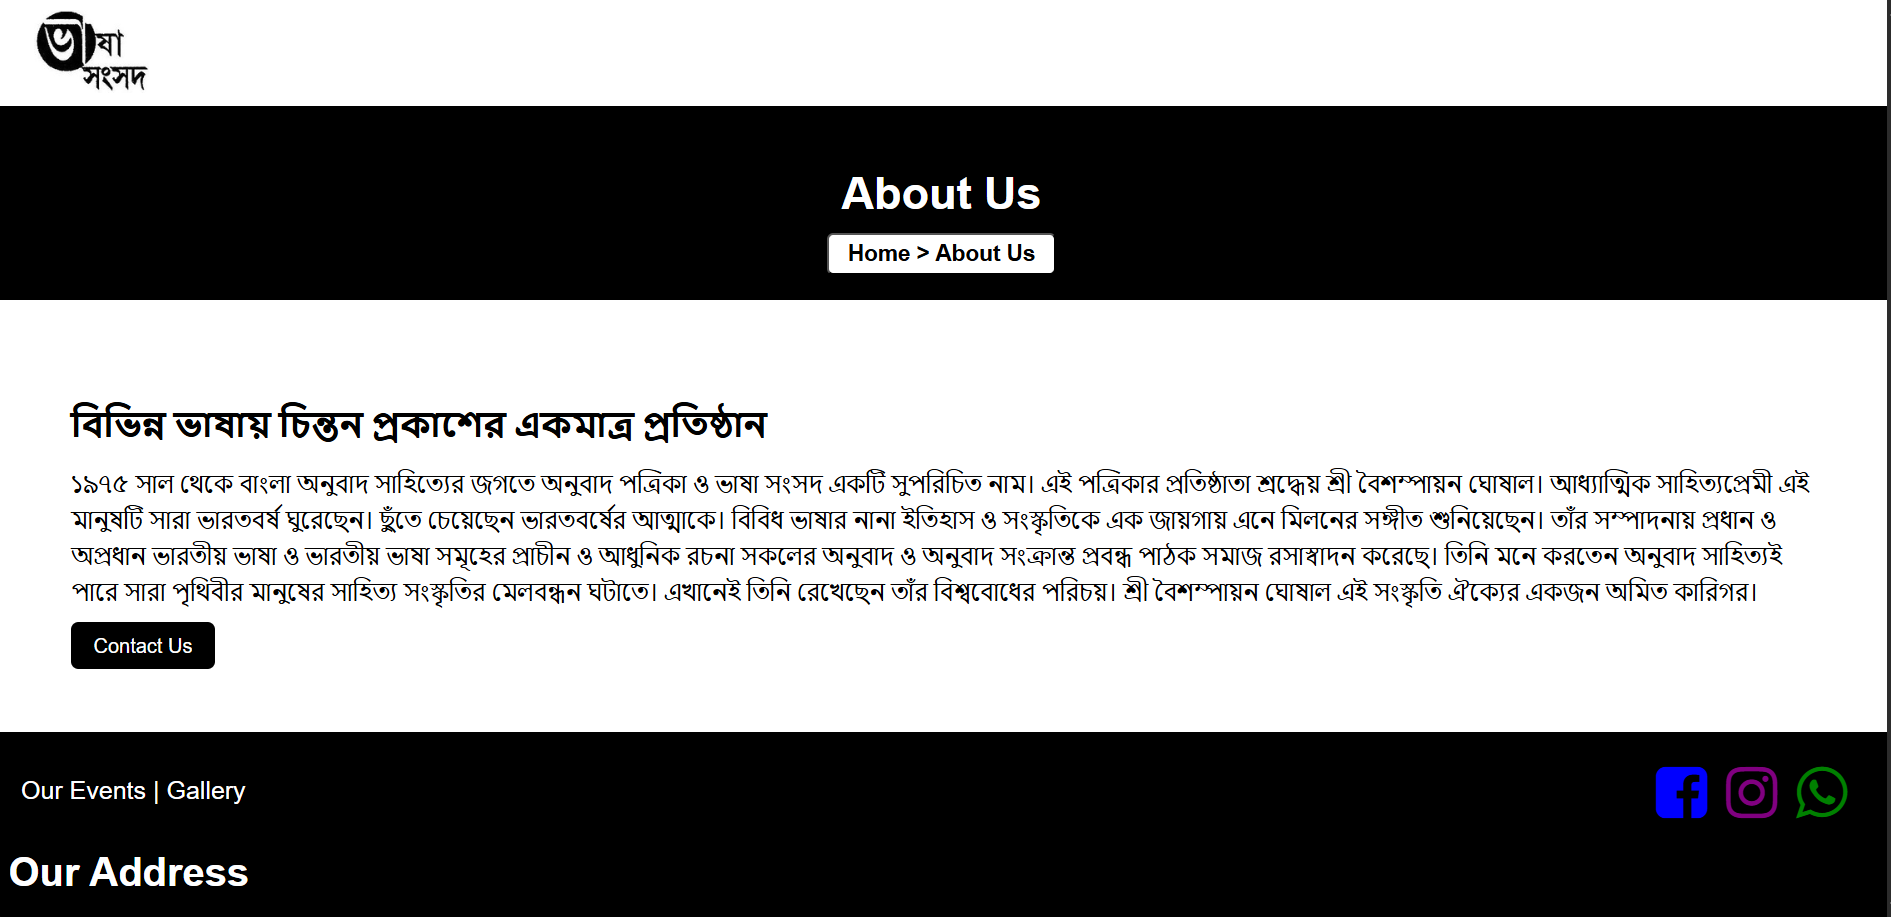 ভাষা
সংসদ
About Us
Home > About Us
বিভিন্ন ভাষায় চিন্তন প্রকাশের একমাত্র প্রতিষ্ঠান
১৯৭৫ সাল থেকে বাংলা অনুবাদ সাহিত্যের জগতে অনুবাদ পত্রিকা ও ভাষা সংসদ একটি সুপরিচিত নাম। এই পত্রিকার প্রতিষ্ঠাতা শ্রদ্ধেয় শ্রী বৈশম্পায়ন ঘোষাল। আধ্যাত্মিক সাহিত্যপ্রেমী এই
মানুষটি সারা ভারতবর্ষ ঘুরেছেন। ছুঁতে চেয়েছেন ভারতবর্ষের আত্মাকে। বিবিধ ভাষার নানা ইতিহাস ও সংস্কৃতিকে এক জায়গায় এনে মিলনের সঙ্গীত শুনিয়েছেন। তাঁর সম্পাদনায় প্রধান ও
অপ্রধান ভারতীয় ভাষা ও ভারতীয় ভাষা সমূহের প্রাচীন ও আধুনিক রচনা সকলের অনুবাদ ও অনুবাদ সংক্রান্ত প্রবন্ধ পাঠক সমাজ রসাস্বাদন করেছে। তিনি মনে করতেন অনুবাদ সাহিত্যই
পারে সারা পৃথিবীর মানুষের সাহিত্য সংস্কৃতির মেলবন্ধন ঘটাতে। এখানেই তিনি রেখেছেন তাঁর বিশ্ববোধের পরিচয়। শ্রী বৈশম্পায়ন ঘোষাল এই সংস্কৃতি ঐক্যের একজন অমিত কারিগর।
Contact Us
Our Events | Gallery
Our Address